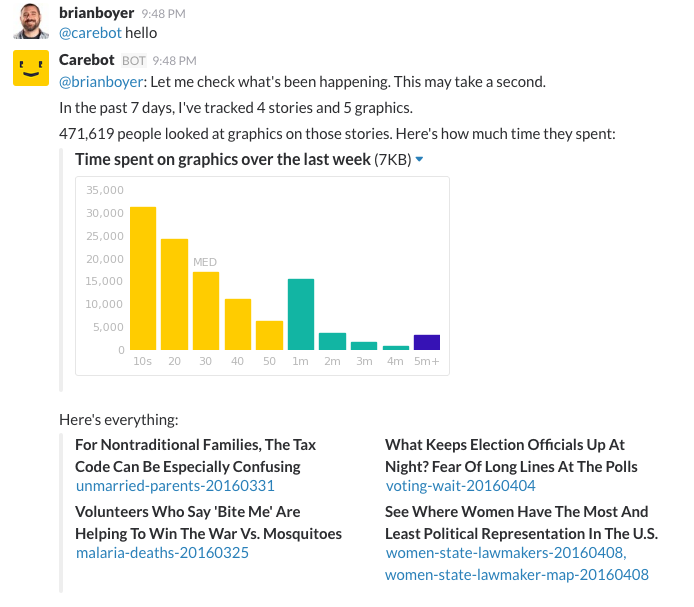 brianboyer 9:48 PM
@carebot hello
Carebot BOT 9:48 PM
@brianboyer: Let me check what's been happening. This may take a second.
In the past 7 days, I've tracked 4 stories and 5 graphics.
471,619 people looked at graphics on those stories. Here's how much time they spent:
Time spent on graphics over the last week (7KB)
35,000
30,000
25,000
20,000
15,000
10,000
5,000
0
MED
10s 20 30 40 50 1m 2m 3m 4m 5m+
Here's everything:
For Nontraditional Families, The Tax
Code Can Be Especially Confusing
unmarried-parents-20160331
What Keeps Election Officials Up At
Night? Fear Of Long Lines At The Polls
voting-wait-20160404
Volunteers Who Say 'Bite Me' Are
Helping To Win The War Vs. Mosquitoes
malaria-deaths-20160325
See Where Women Have The Most And
Least Political Representation In The U.S.
women-state-lawmakers-20160408,
women-state-lawmaker-map-20160408